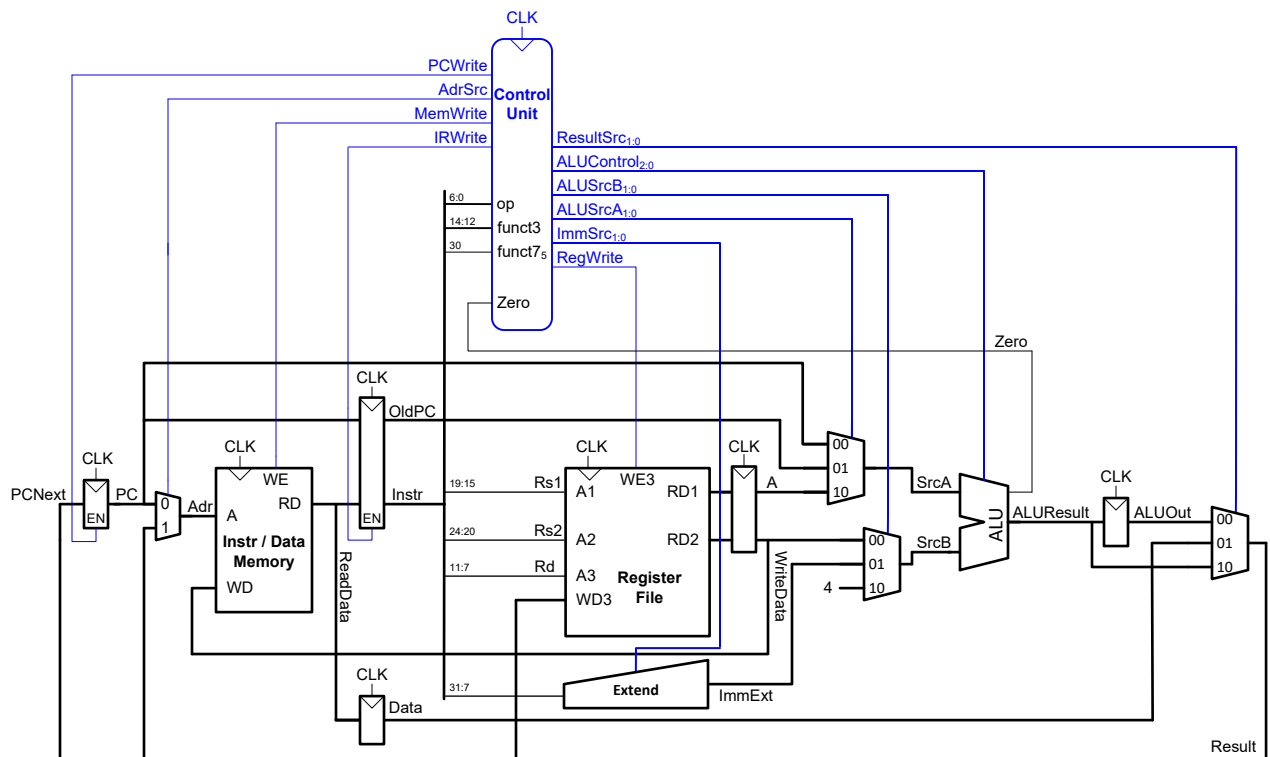 CLK
PCWrite
AdrSrc
MemWrite
IRWrite
Control
Unit
ResultSrc1:0
ALUControl2:0
ALUSrcB1:0
ALUSrcA1:0
ImmSrc1:0
RegWrite
6:0
op
14:12
funct3
30
funct75
Zero
Zero
CLK
OldPC
CLK
PCNext
PC
EN
0
1
Adr
CLK
WE
A
RD
Instr / Data
Memory
WD
ReadData
EN
Instr
19:15
Rs1
24:20
Rs2
11:7
Rd
CLK
A1
WE3
RD1
A2
RD2
A3
WD3
Register
File
CLK
A
WriteData
00
01
10
SrcA
00
01
4
10
SrcB
ALU
ALUResult
CLK
ALUOut
00
01
10
31:7
Extend
ImmExt
CLK
Data
Result